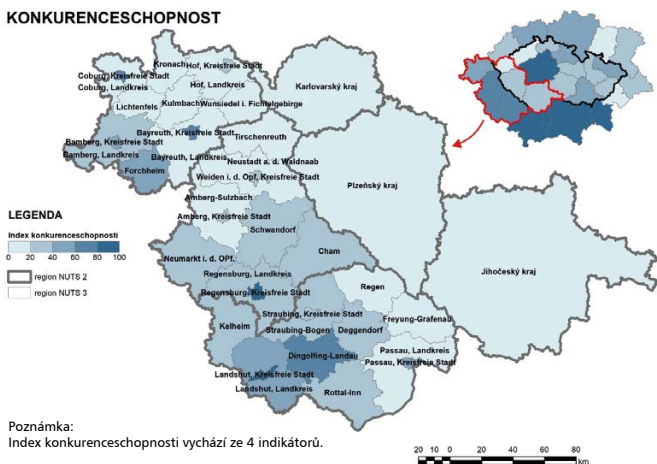 KONKURENCESCHOPNOST
Kronach
Hof, Kreisfreie Stadt
Coburg, Kreisfreie Stadt
Coburg, Landkreis
Hof, Landkreis
Lichtenfels
Kulmbach
Wunsiedel i. Fichtelgebirge
Karlovarský kraj
Bayreuth, Kreisfreie Stadt
Tirschenreuth
Bamberg, Kreisfreie Stadt
Bamberg, Landkreis
Bayreuth, Landkreis
Neustadt a. d. Waldnaab
Forchheim
Weiden i. d. Opf, Kreisfreie Stadt
Plzeňský kraj
Amberg-Sulzbach
LEGENDA
Amberg, Kreisfreie Stadt
Index konkurenceschopnosti
Schwandorf
0 20 40 60 80 100
Cham
Neumarkt i. d. OPf.
region NUTS 2
Jihočeský kraj
Regensburg, Landkreis
Regen
region NUTS 3
Regensburg, Kreisfreie Stadt
Straubing, Kreisfreie Stadt
Freyung-Grafenau
Kelheim
Straubing-Bogen
Deggendorf
Passau, Landkreis
Dingolfing-Landau
Passau, Kreisfreie Stadt
Landshut, Kreisfreie Stadt
Landshut, Landkreis
Rottal-Inn
Poznámka:
Index konkurenceschopnosti vychází ze 4 indikátorů.
20 10 0 20 40 60 80
km